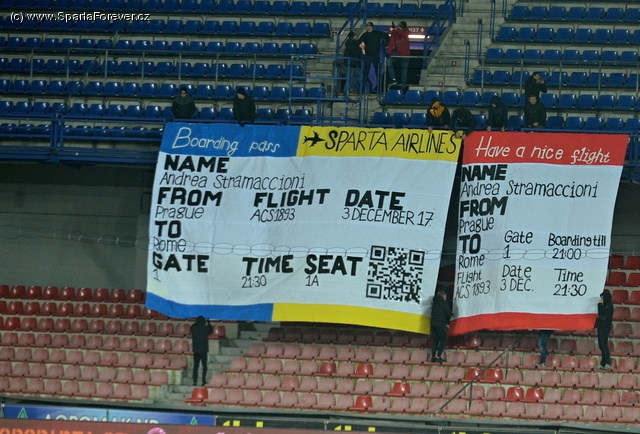 (c) www.SpartaForever.cz
Boarding pass
SPARTA AIRLINES
NAME
Andrea Stramaccioni
FROM FLIGHT DATE
Prague ACS1893 3 DECEMBER 17
TO
Rome
GATE TIME SEAT
1 21:30 1A
Have a nice flight
NAME
Andrea Stramaccioni
FROM
Prague
TO Gate Boarding till
Rome 1 21:00
Flight Date Time
ACS 1893 3 DEC. 21:30